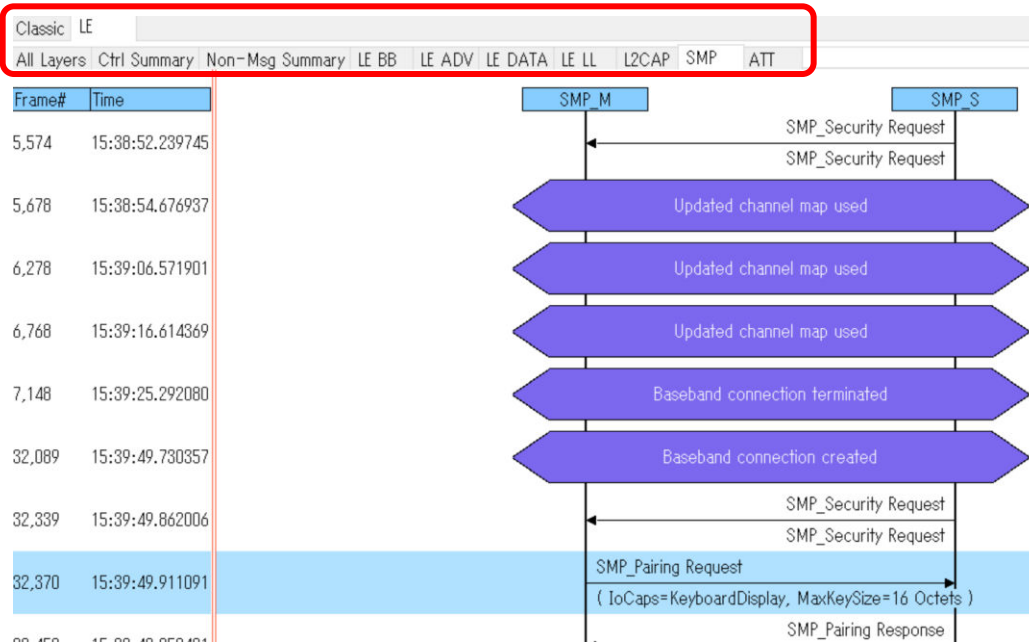 Classic LE
All Layers Ctrl Summary Non-Msg Summary LE BB LE ADV LE DATA LE LL L2CAP SMP ATT
Frame# Time SMP_M SMP_S
SMP_Security Request
5,574 15:38:52.239745
SMP_Security Request
5,678 15:38:54.676937 Updated channel map used
6,278 15:39:06.571901 Updated channel map used
6,768 15:39:16.614369 Updated channel map used
7,148 15:39:25.292080 Baseband connection terminated
32,089 15:39:49.730357 Baseband connection created
SMP_Security Request
32,339 15:39:49.862006
SMP_Security Request
SMP_Pairing Request
32,370 15:39:49.911091
( IoCaps=KeyboardDisplay, MaxKeySize=16 Octets )
SMP_Pairing Response